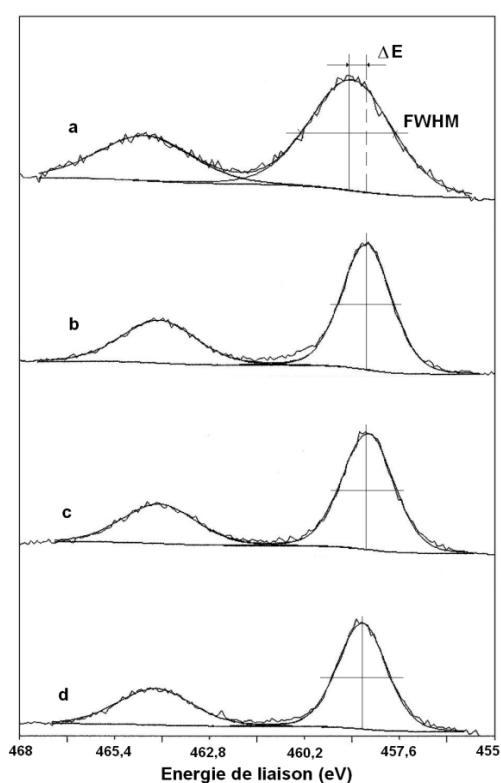 ΔE
FWHM
a
b
c
d
468 465,4 462,8 460,2 457,6 455
Energie de liaison (eV)